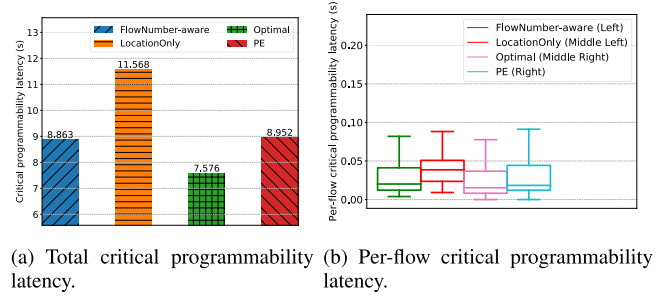 Critical programmability latency (s)
13
12
11
10
9
8
7
6
FlowNumber-aware
LocationOnly
Optimal
PE
8.863
11.568
7.576
8.952
(a) Total critical programmability
latency.
Per-flow critical programmability latency (s)
0.20
0.15
0.10
0.05
0.00
FlowNumber-aware (Left)
LocationOnly (Middle Left)
Optimal (Middle Right)
PE (Right)
(b) Per-flow critical programmability
latency.